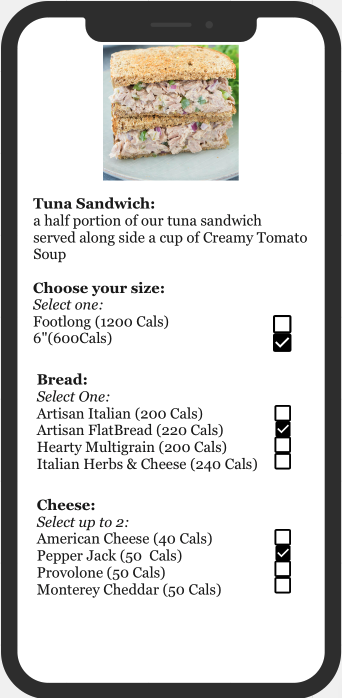 Tuna Sandwich:
a half portion of our tuna sandwich
served along side a cup of Creamy Tomato
Soup
Choose your size:
Select one:
Footlong (1200 Cals)
6"(600Cals)
Bread:
Select One:
Artisan Italian (200 Cals)
Artisan FlatBread (220 Cals)
Hearty Multigrain (200 Cals)
Italian Herbs & Cheese (240 Cals)
Cheese:
Select up to 2:
American Cheese (40 Cals)
Pepper Jack (50  Cals)
Provolone (50 Cals)
Monterey Cheddar (50 Cals)